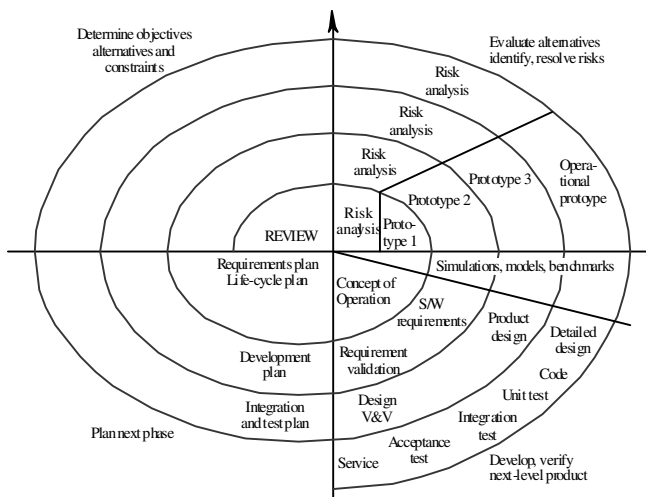 Determine objectives
alternatives and
constraints
Evaluate alternatives
identify, resolve risks
Risk
analysis
Risk
analysis
Risk
analysis
Risk
analysis
Proto-
type 1
Prototype 2
Prototype 3
Opera-
tional
protoype
REVIEW
Requirements plan
Life-cycle plan
Simulations, models, benchmarks
Concept of
Operation
S/W
requirements
Product
design
Detailed
design
Development
plan
Requirement
validation
Code
Unit test
Integration
and test plan
Design
V&V
Integration
test
Plan next phase
Acceptance
test
Service
Develop, verify
next-level product